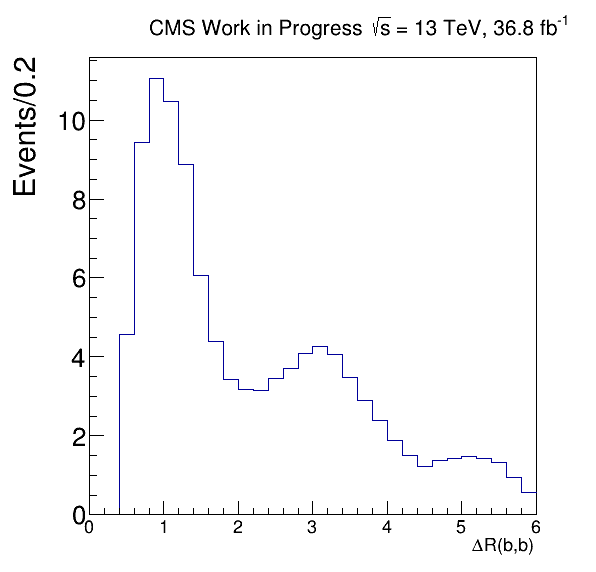 CMS Work in Progress √s = 13 TeV, 36.8 fb⁻¹
Events/0.2
10
8
6
4
2
0
0 1 2 3 4 5 6
ΔR(b,b)